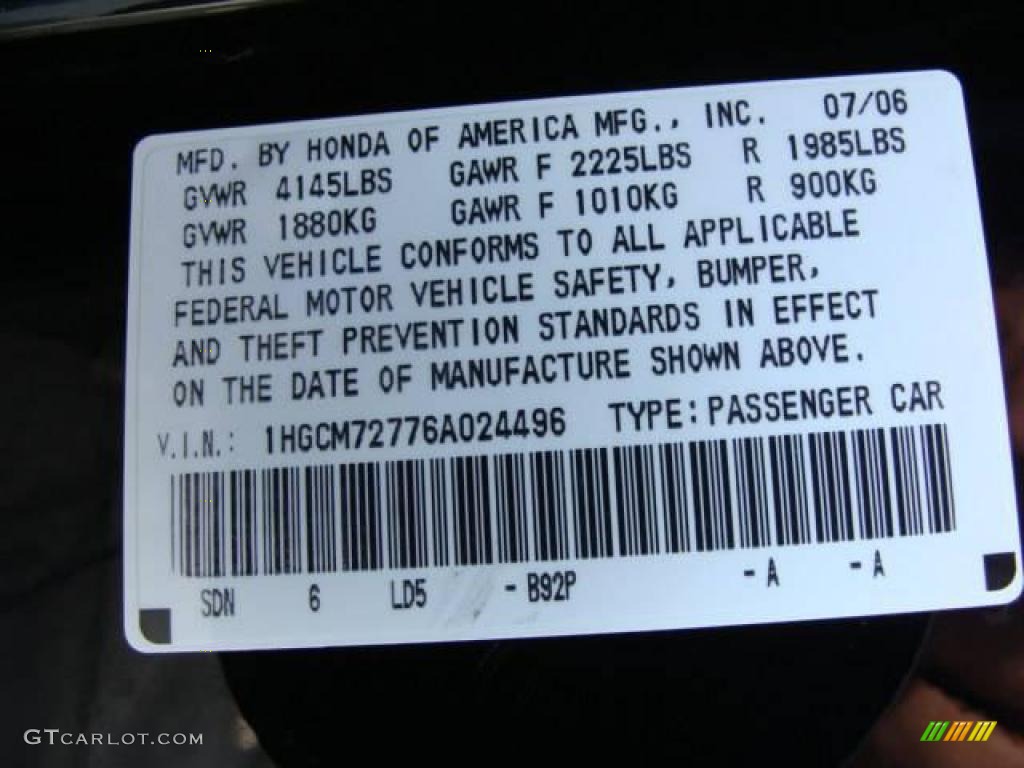 MFD. BY HONDA OF AMERICA MFG., INC. 07/06
GVWR 4145LBS GAWR F 2225LBS R 1985LBS
GVWR 1880KG GAWR F 1010KG R 900KG
THIS VEHICLE CONFORMS TO ALL APPLICABLE
FEDERAL MOTOR VEHICLE SAFETY, BUMPER,
AND THEFT PREVENTION STANDARDS IN EFFECT
ON THE DATE OF MANUFACTURE SHOWN ABOVE.
V.I.N.: 1HGCM72776A024496 TYPE: PASSENGER CAR
SDN 6 LD5 - B92P - A - A
GTCARLOT.COM